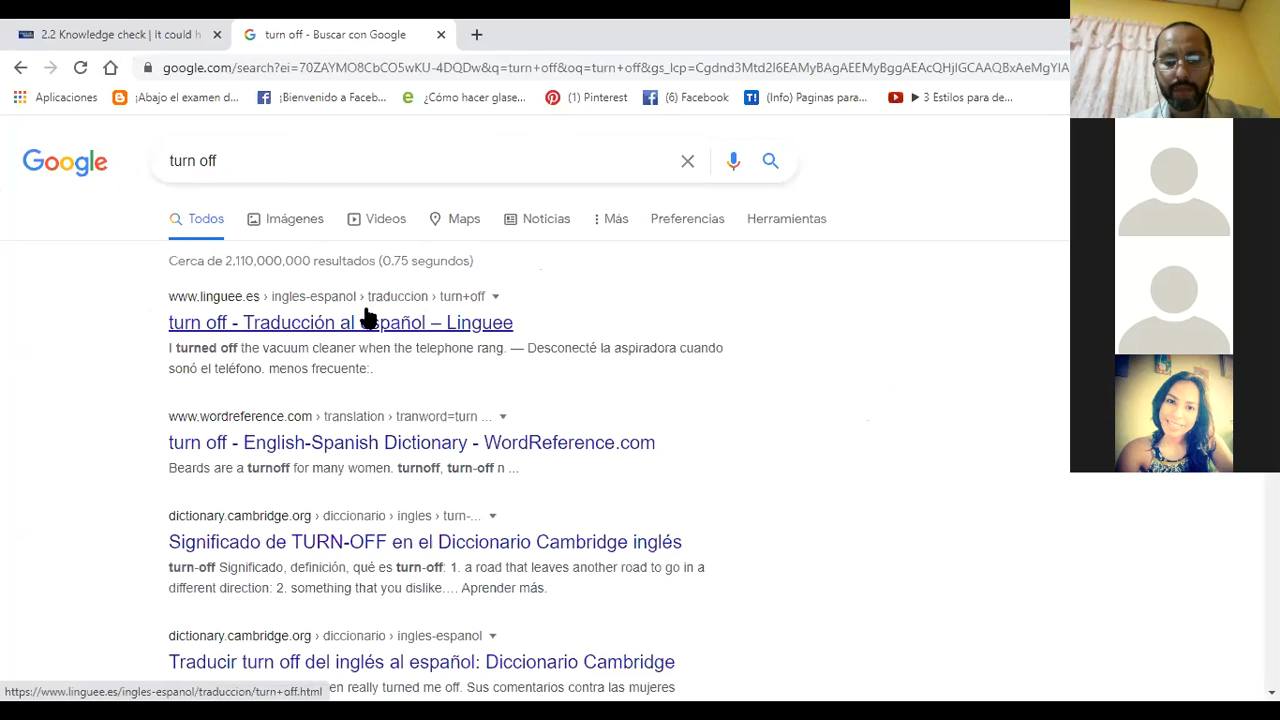 2.2 Knowledge check | It could h
turn off - Buscar con Google
google.com/search?ei=70ZAYMO8CbCO5wKU-4DQDw&q=turn+off&oq=turn+off&gs_lcp=Cgdnd3Mtd2l6EAMyBAgAEEMyBggAEAcQHjIGCAAQBxAeMgYIA
Aplicaciones
¡Abajo el examen d...
¡Bienvenido a Faceb...
¿Cómo hacer glase...
(1) Pinterest
(6) Facebook
(Info) Paginas para...
3 Estilos para de...
Google
turn off
Todos
Imágenes
Videos
Maps
Noticias
Más
Preferencias
Herramientas
Cerca de 2,110,000,000 resultados (0.75 segundos)
www.linguee.es › ingles-espanol › traduccion › turn+off
turn off - Traducción al español – Linguee
I turned off the vacuum cleaner when the telephone rang. — Desconecté la aspiradora cuando
sonó el teléfono. menos frecuente:.
www.wordreference.com › translation › tranword=turn ...
turn off - English-Spanish Dictionary - WordReference.com
Beards are a turnoff for many women. turnoff, turn-off n ...
dictionary.cambridge.org › diccionario › ingles › turn-...
Significado de TURN-OFF en el Diccionario Cambridge inglés
turn-off Significado, definición, qué es turn-off: 1. a road that leaves another road to go in a
different direction: 2. something that you dislike.... Aprender más.
dictionary.cambridge.org › diccionario › ingles-espanol
Traducir turn off del inglés al español: Diccionario Cambridge
en really turned me off. Sus comentarios contra las mujeres
https://www.linguee.es/ingles-espanol/traduccion/turn+off.html